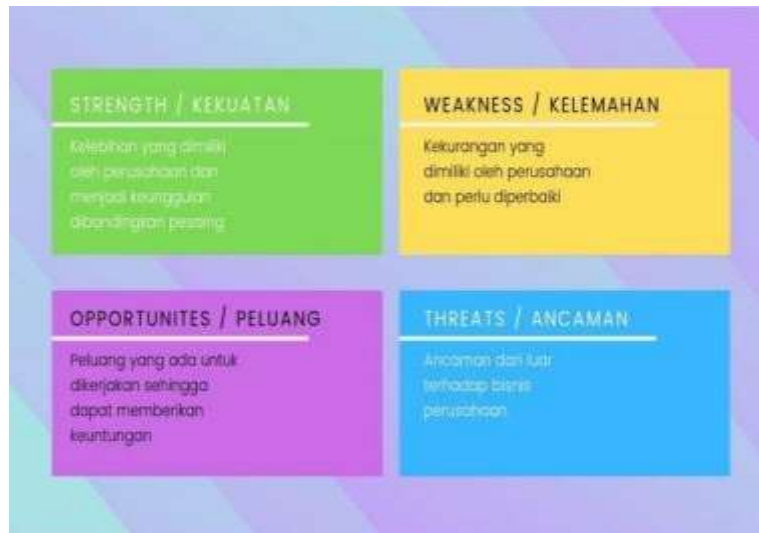 STRENGTH / KEKUATAN
Kelebihan yang dimiliki
oleh perusahaan dan
menjadi keunggulan
dibandingkan pesaing
WEAKNESS / KELEMAHAN
Kekurangan yang
dimiliki oleh perusahaan
dan perlu diperbaiki
OPPORTUNITES / PELUANG
Peluang yang ada untuk
dikerjakan sehingga
dapat memberikan
keuntungan
THREATS / ANCAMAN
Ancaman dari luar
terhadap bisnis
perusahaan